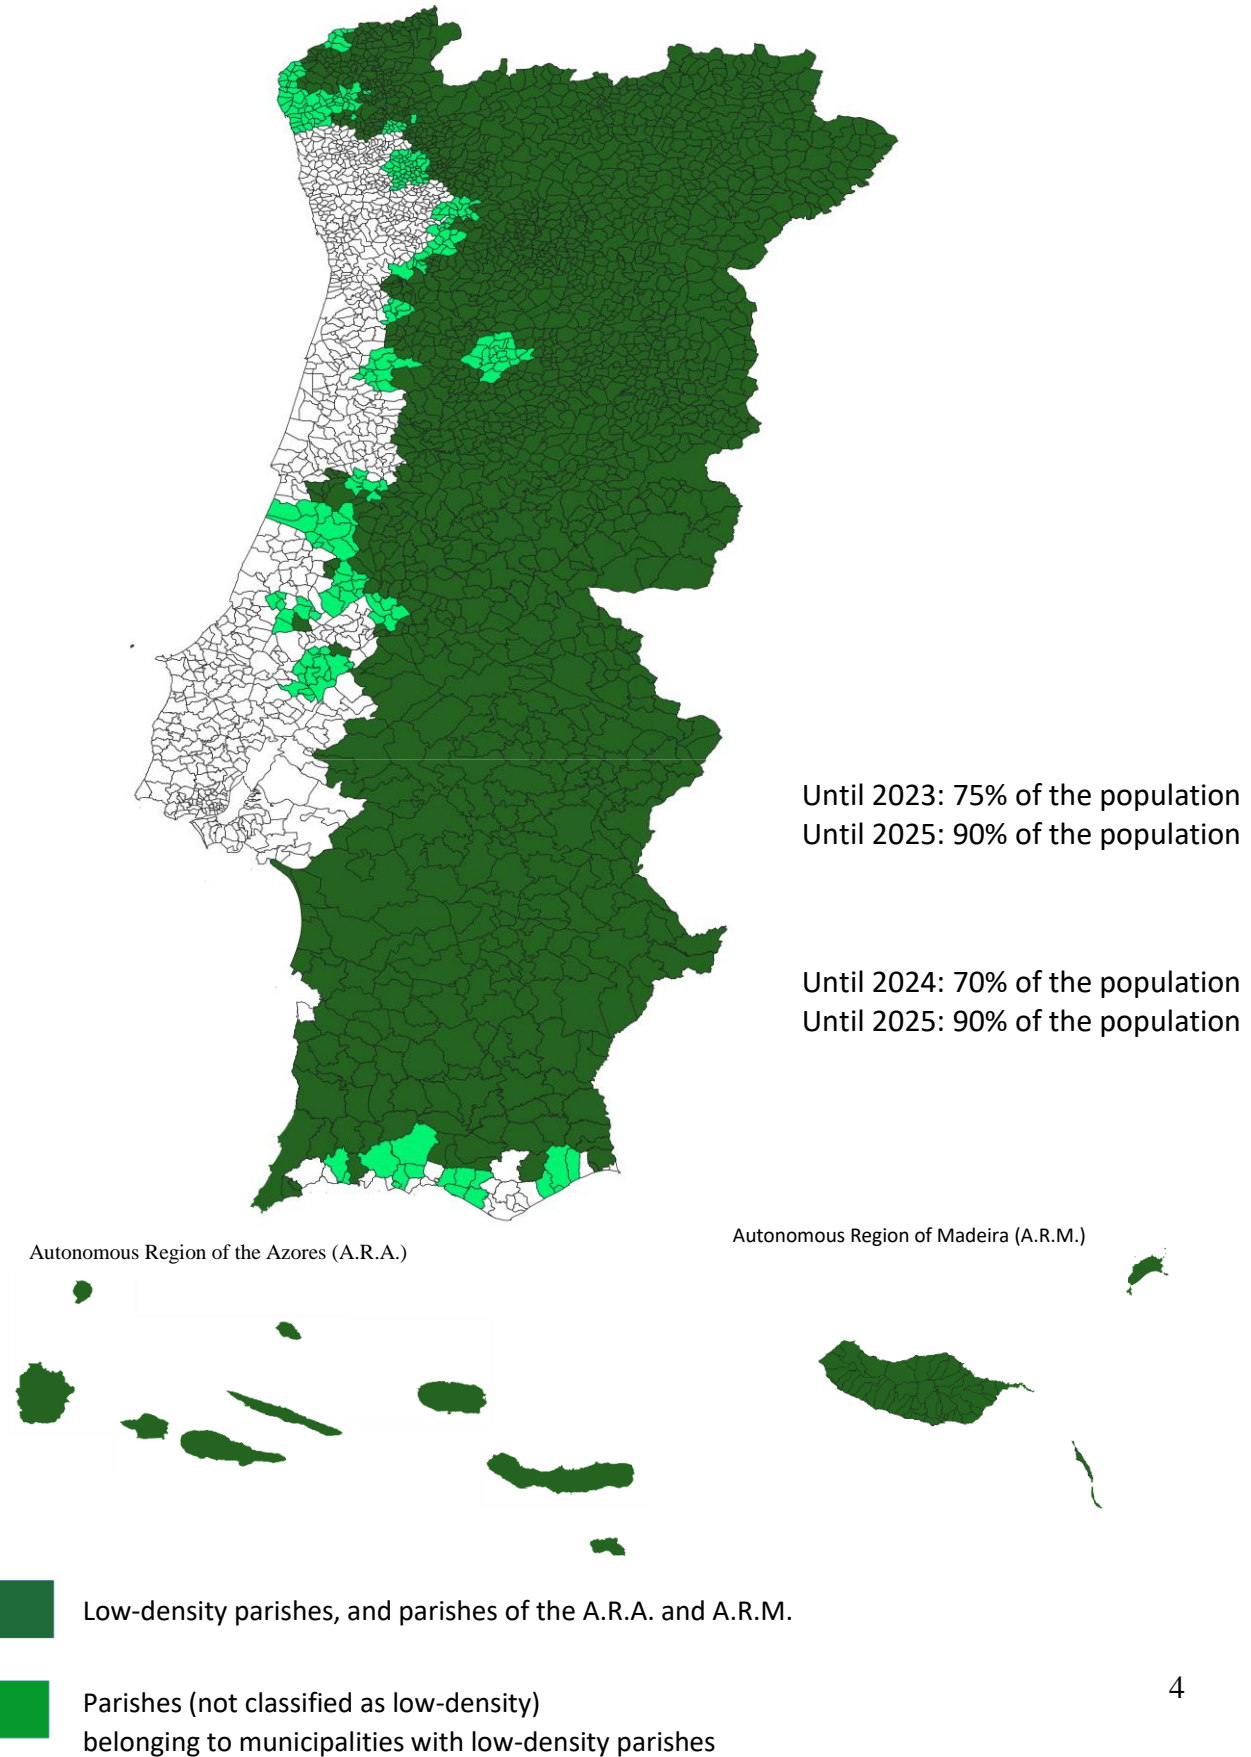 Until 2023: 75% of the population
Until 2025: 90% of the population
Until 2024: 70% of the population
Until 2025: 90% of the population
Autonomous Region of the Azores (A.R.A.)
Autonomous Region of Madeira (A.R.M.)
Low-density parishes, and parishes of the A.R.A. and A.R.M.
Parishes (not classified as low-density)
belonging to municipalities with low-density parishes
4